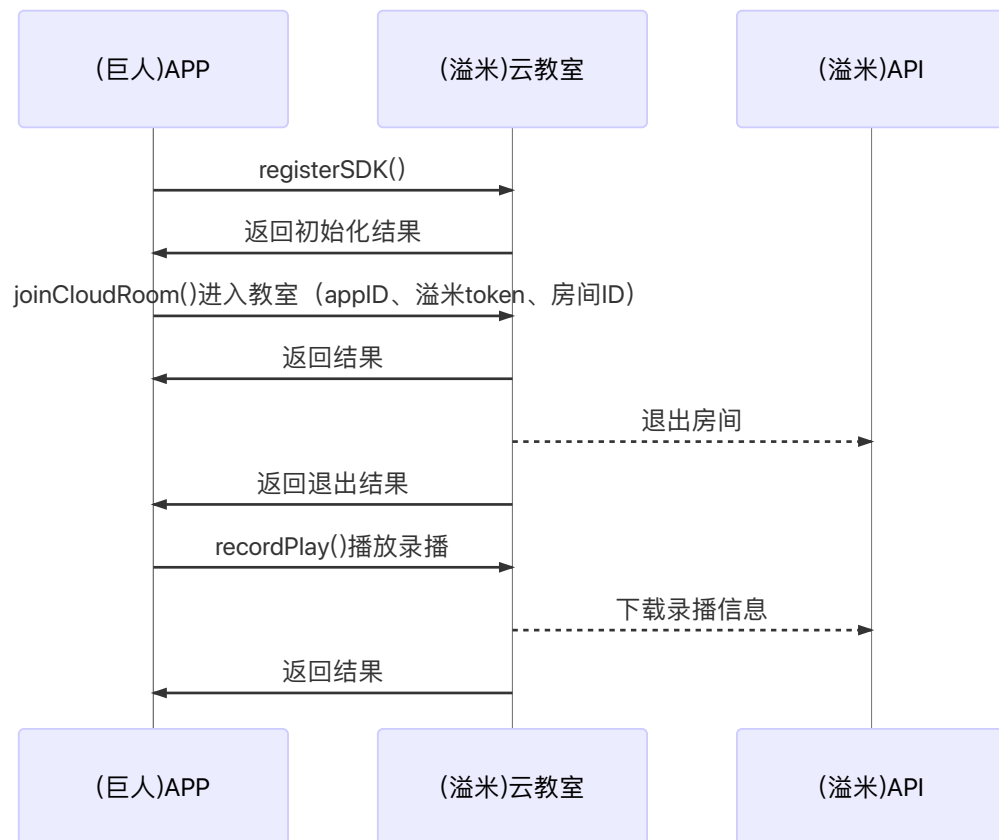 (巨人)APP
(溢米)云教室
(溢米)API
registerSDK()
返回初始化结果
joinCloudRoom()进入教室（appID、溢米token、房间ID）
返回结果
退出房间
返回退出结果
recordPlay()播放录播
下载录播信息
返回结果
(巨人)APP
(溢米)云教室
(溢米)API